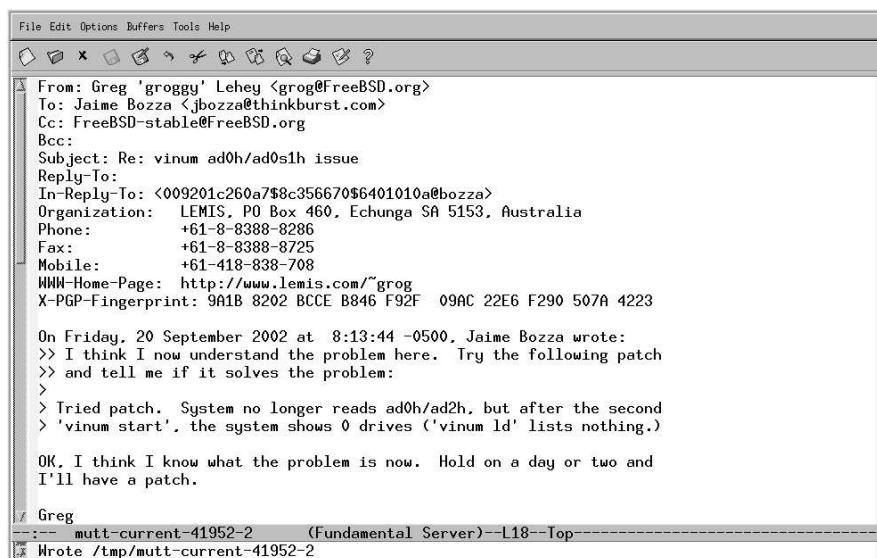 File Edit Options Buffers Tools Help
From: Greg 'groggy' Lehey <grog@FreeBSD.org>
To: Jaime Bozza <jbozza@thinkburst.com>
Cc: FreeBSD-stable@FreeBSD.org
Bcc:
Subject: Re: vinum ad0h/ad0s1h issue
Reply-To:
In-Reply-To: <009201c260a7$8c356670$6401010a@bozza>
Organization: LEMIS, PO Box 460, Echunga SA 5153, Australia
Phone: +61-8-8388-8286
Fax: +61-8-8388-8725
Mobile: +61-418-838-708
WWW-Home-Page: http://www.lemis.com/~grog
X-PGP-Fingerprint: 9A1B 8202 BCCE B846 F92F 09AC 22E6 F290 507A 4223
On Friday, 20 September 2002 at 8:13:44 -0500, Jaime Bozza wrote:
>> I think I now understand the problem here. Try the following patch
>> and tell me if it solves the problem:
>
> Tried patch. System no longer reads ad0h/ad2h, but after the second
> 'vinum start', the system shows 0 drives ('vinum ld' lists nothing.)
OK, I think I know what the problem is now. Hold on a day or two and
I'll have a patch.
Greg
--:-- mutt-current-41952-2 (Fundamental Server)--L18--Top----------------------------------
Wrote /tmp/mutt-current-41952-2